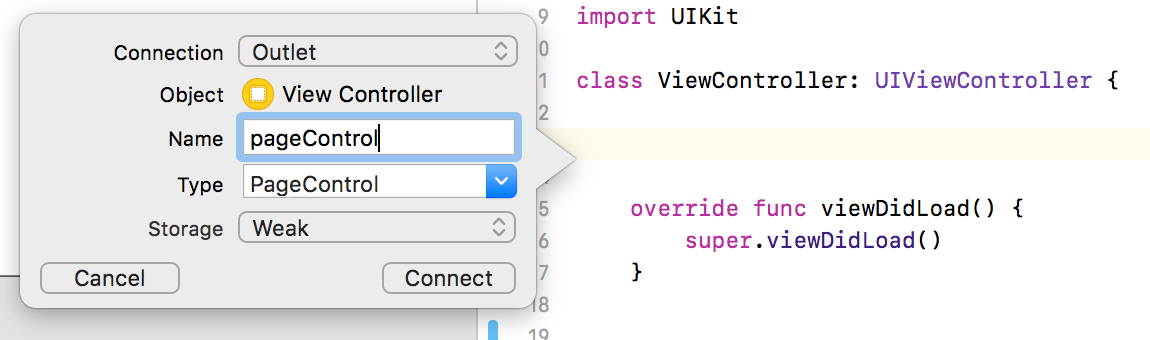 Connection Outlet
Object View Controller
Name pageControl
Type PageControl
Storage Weak
Cancel Connect
9 import UIKit
0
1 class ViewController: UIViewController {
2
5 override func viewDidLoad() {
6 super.viewDidLoad()
7 }
18
19